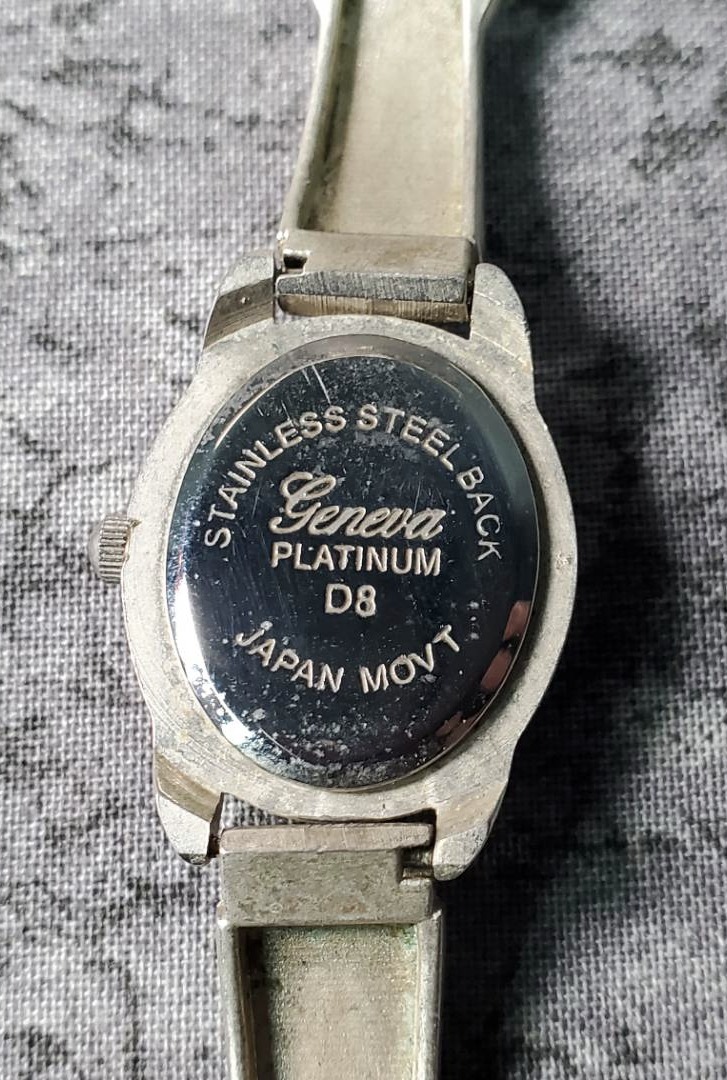 STAINLESS STEEL BACK
Geneva
PLATINUM
D8
JAPAN MOVT